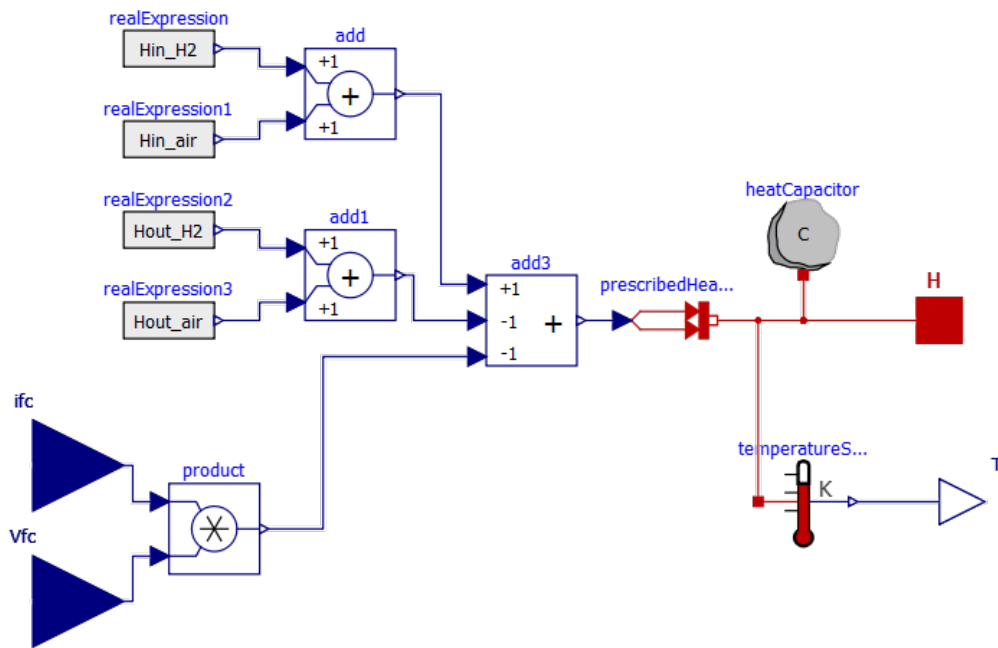 realExpression
Hin_H2
add
+1
+
+1
realExpression1
Hin_air
realExpression2
Hout_H2
add1
+1
+
+1
realExpression3
Hout_air
add3
+1
-1
+
-1
prescribedHea...
heatCapacitor
C
H
temperatureS...
K
T
ifc
Vfc
product